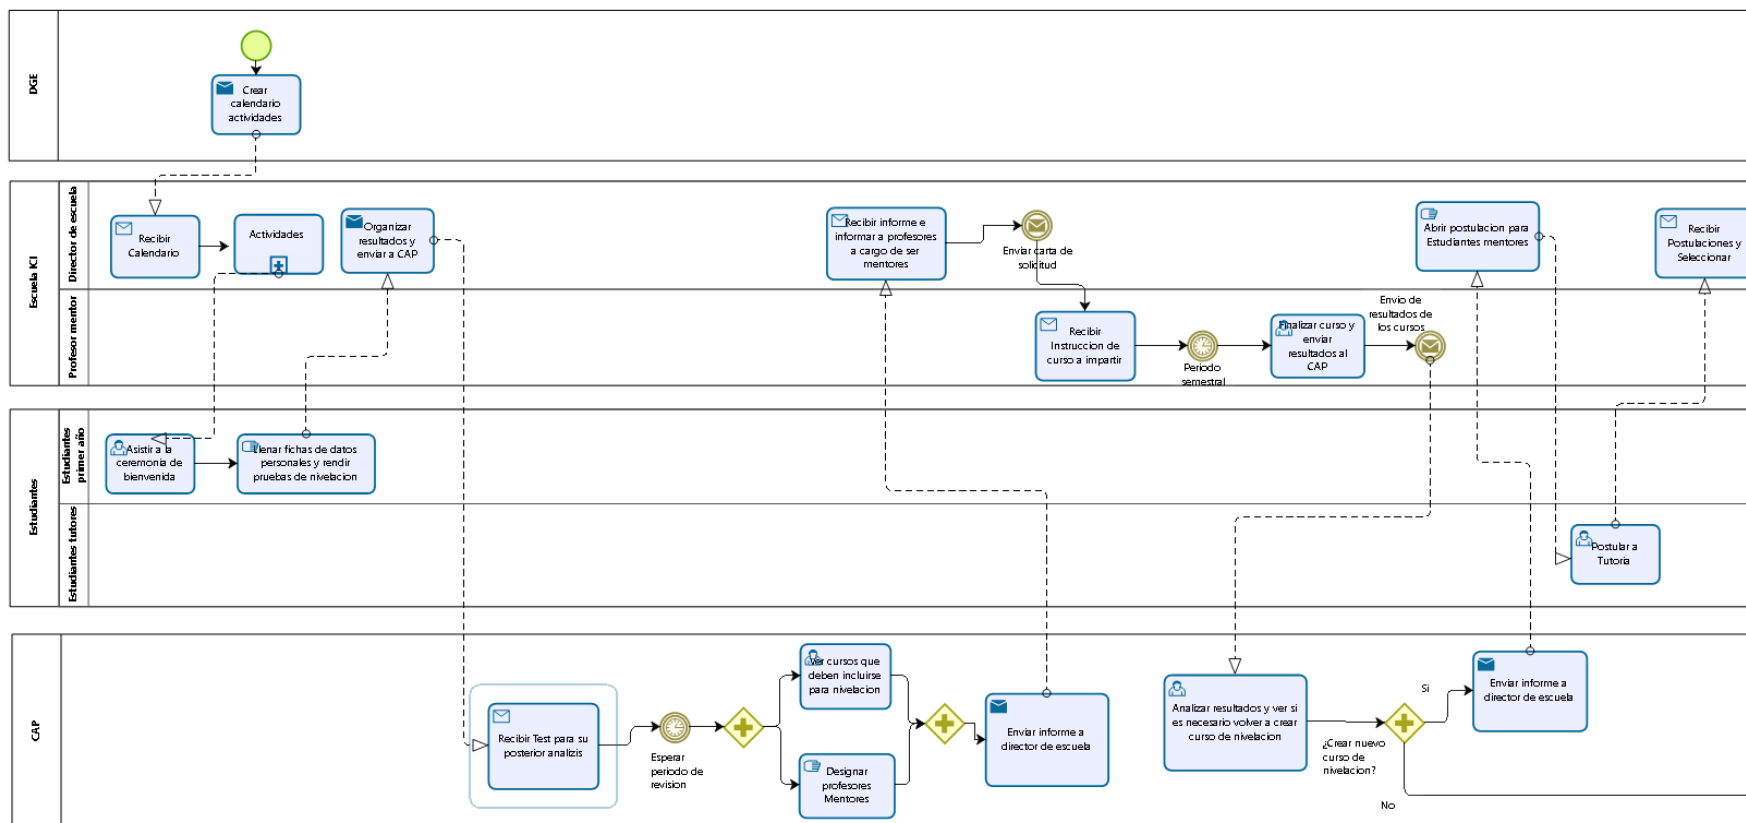 DGE
Crear
calendario
actividades
Escuela ICI
Director de escuela
Recibir
Calendario
Actividades
Organizar
resultados y
enviar a CAP
Recibir informe e
informar a profesores
a cargo de ser
mentores
Enviar carta de
solicitud
Abrir postulacion para
Estudiantes mentores
Recibir
Postulaciones y
Seleccionar
Profesor mentor
Recibir
Instruccion de
curso a impartir
Periodo
semestral
Finalizar curso y
enviar
resultados al
CAP
Envio de
resultados de
los cursos
Estudiantes
Estudiantes
primer año
Asistir a la
ceremonia de
bienvenida
Llenar fichas de datos
personales y rendir
pruebas de nivelacion
Estudiantes tutores
Postular a
Tutoria
CAP
Recibir Test para su
posterior analizis
Esperar
periodo de
revision
Ver cursos que
deben incluirse
para nivelacion
Designar
profesores
Mentores
Enviar informe a
director de escuela
Analizar resultados y ver si
es necesario volver a crear
curso de nivelacion
¿Crear nuevo
curso de
nivelacion?
Si
No
Enviar informe a
director de escuela